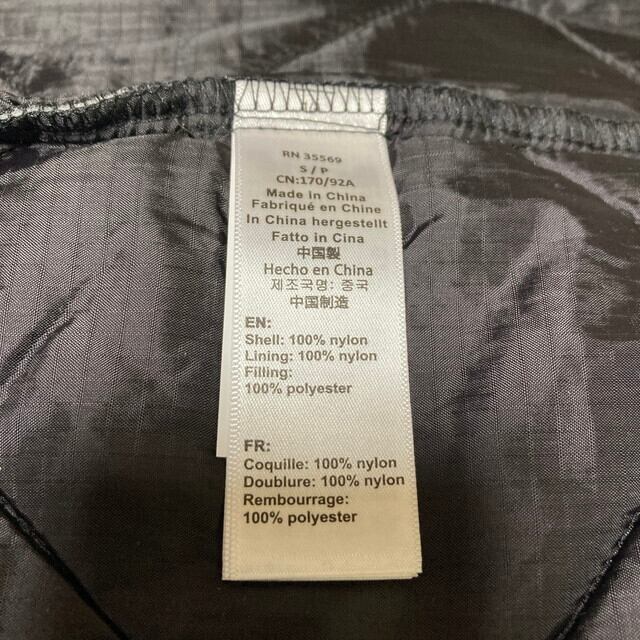 RN 35569
S / P
CN:170/92A
Made in China
Fabriqué en Chine
In China hergestellt
Fatto in Cina
中国製
Hecho en China
제조국명: 중국
中国制造
EN:
Shell: 100% nylon
Lining: 100% nylon
Filling:
100% polyester
FR:
Coquille: 100% nylon
Doublure: 100% nylon
Rembourrage:
100% polyester